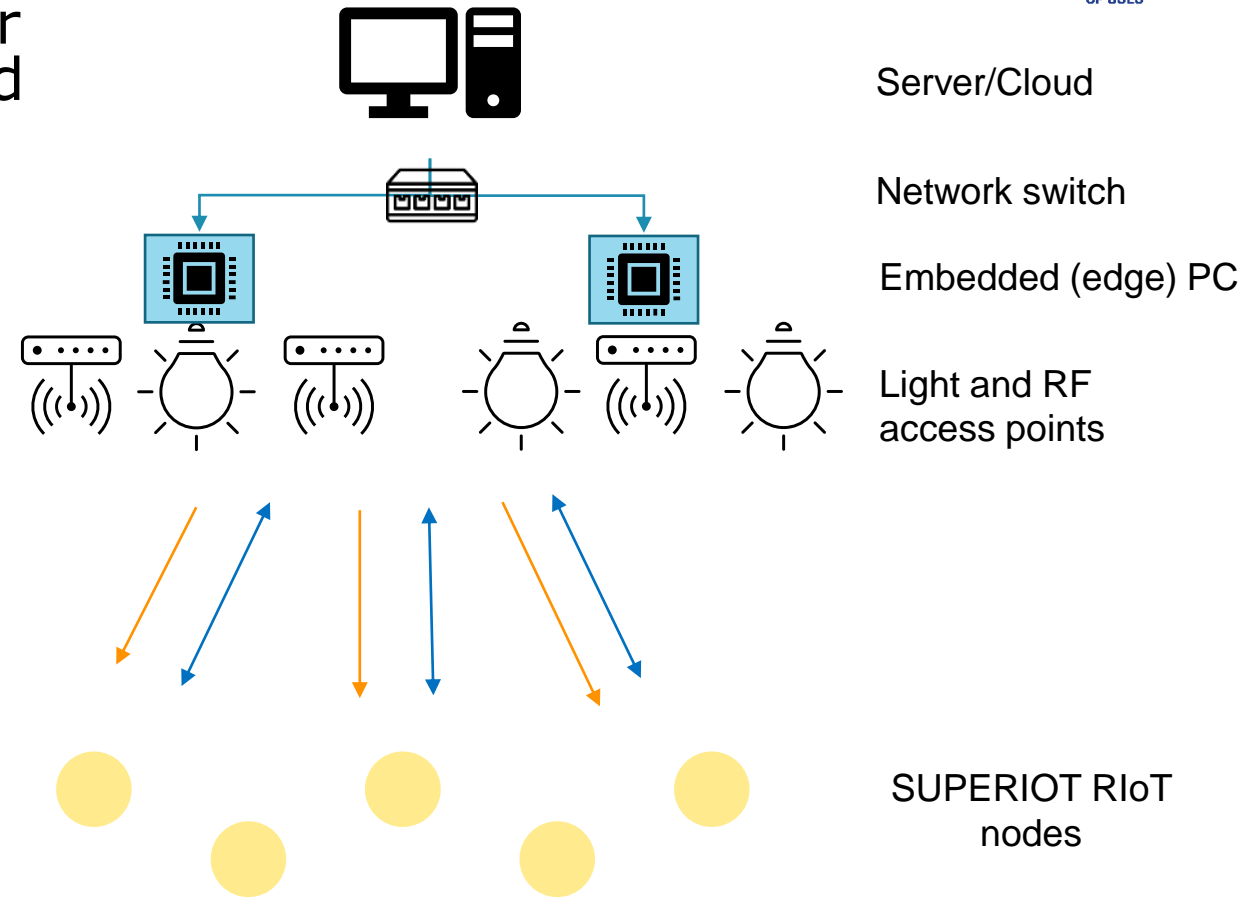 Server/Cloud
Network switch
Embedded (edge) PC
Light and RF
access points
SUPERIOT RIoT
nodes